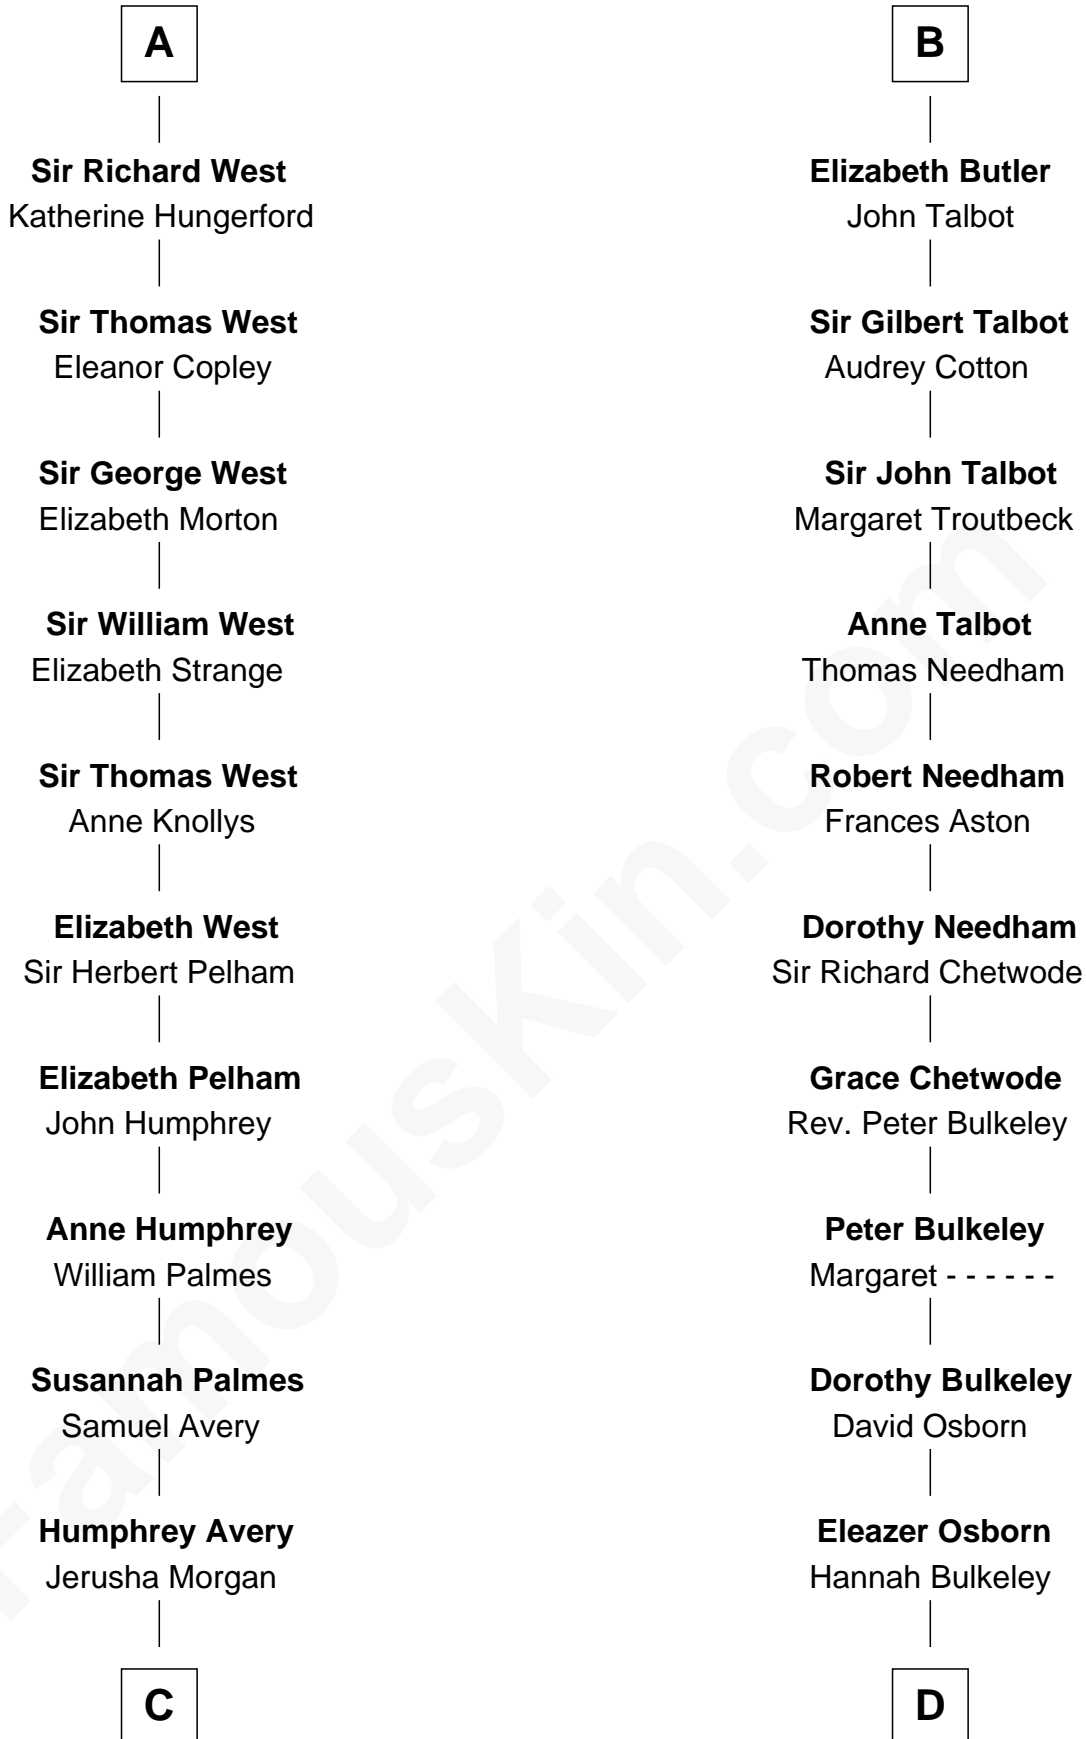 A
Sir Richard West
Katherine Hungerford
Sir Thomas West
Eleanor Copley
Sir George West
Elizabeth Morton
Sir William West
Elizabeth Strange
Sir Thomas West
Anne Knollys
Elizabeth West
Sir Herbert Pelham
Elizabeth Pelham
John Humphrey
Anne Humphrey
William Palmes
Susannah Palmes
Samuel Avery
Humphrey Avery
Jerusha Morgan
C
B
Elizabeth Butler
John Talbot
Sir Gilbert Talbot
Audrey Cotton
Sir John Talbot
Margaret Troutbeck
Anne Talbot
Thomas Needham
Robert Needham
Frances Aston
Dorothy Needham
Sir Richard Chetwode
Grace Chetwode
Rev. Peter Bulkeley
Peter Bulkeley
Margaret - - - - - -
Dorothy Bulkeley
David Osborn
Eleazer Osborn
Hannah Bulkeley
D
FamousKin.com